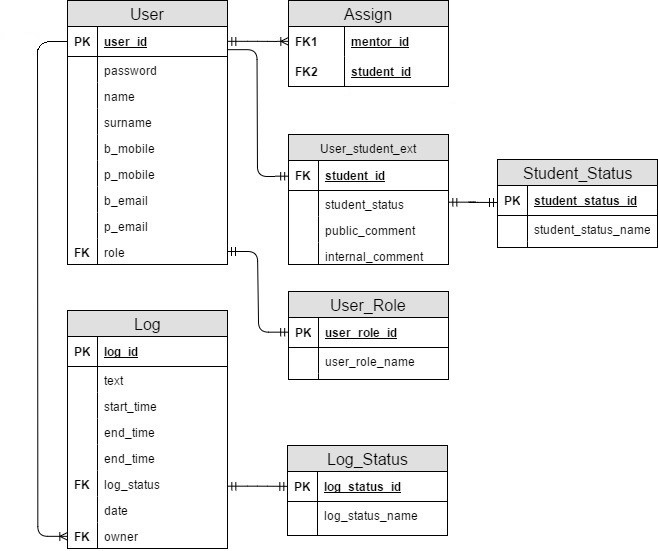 User
PK user_id
password
name
surname
b_mobile
p_mobile
b_email
p_email
FK role
Assign
FK1 mentor_id
FK2 student_id
User_student_ext
FK student_id
student_status
public_comment
internal_comment
Student_Status
PK student_status_id
student_status_name
User_Role
PK user_role_id
user_role_name
Log
PK log_id
text
start_time
end_time
end_time
FK log_status
date
FK owner
Log_Status
PK log_status_id
log_status_name